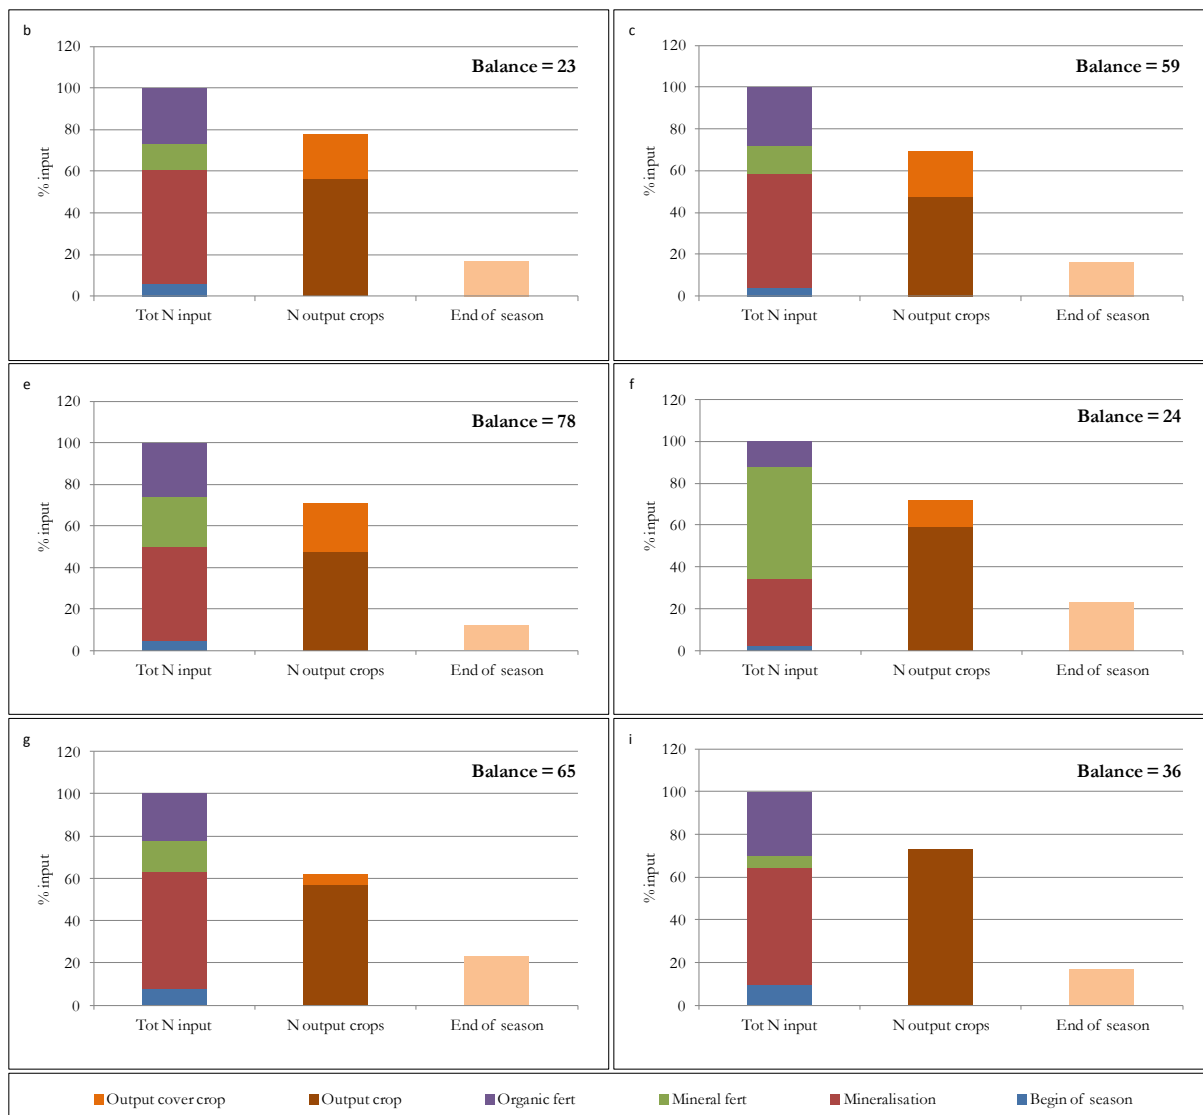 b
Balance = 23
120
100
80
60
40
20
0
% input
Tot N input N output crops End of season
c
Balance = 59
120
100
80
60
40
20
0
% input
Tot N input N output crops End of season
e
Balance = 78
120
100
80
60
40
20
0
% input
Tot N input N output crops End of season
f
Balance = 24
120
100
80
60
40
20
0
% input
Tot N input N output crops End of season
g
Balance = 65
120
100
80
60
40
20
0
% input
Tot N input N output crops End of season
i
Balance = 36
120
100
80
60
40
20
0
% input
Tot N input N output crops End of season
Output cover crop Output crop Organic fert Mineral fert Mineralisation Begin of season